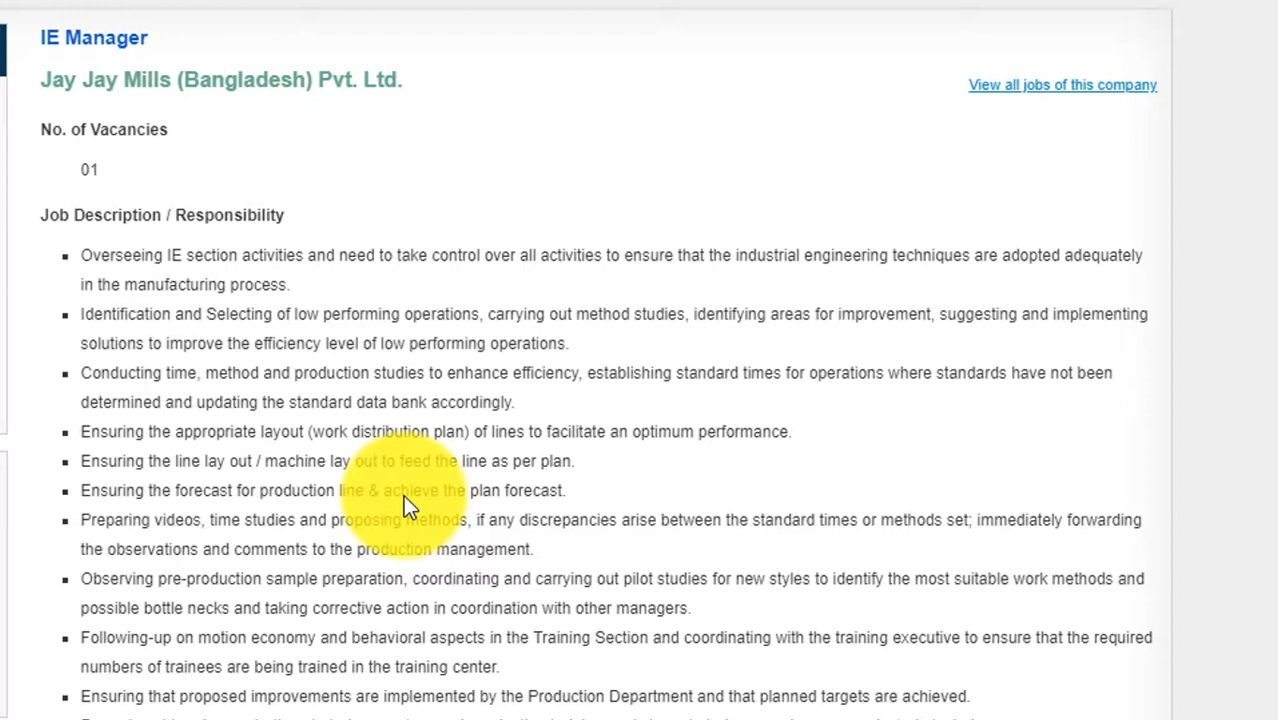 IE Manager
Jay Jay Mills (Bangladesh) Pvt. Ltd.
View all jobs of this company
No. of Vacancies
01
Job Description / Responsibility
Overseeing IE section activities and need to take control over all activities to ensure that the industrial engineering techniques are adopted adequately
in the manufacturing process.
Identification and Selecting of low performing operations, carrying out method studies, identifying areas for improvement, suggesting and implementing
solutions to improve the efficiency level of low performing operations.
Conducting time, method and production studies to enhance efficiency, establishing standard times for operations where standards have not been
determined and updating the standard data bank accordingly.
Ensuring the appropriate layout (work distribution plan) of lines to facilitate an optimum performance.
Ensuring the line lay out / machine lay out to feed the line as per plan.
Ensuring the forecast for production line & achieve the plan forecast.
Preparing videos, time studies and proposing methods, if any discrepancies arise between the standard times or methods set; immediately forwarding
the observations and comments to the production management.
Observing pre-production sample preparation, coordinating and carrying out pilot studies for new styles to identify the most suitable work methods and
possible bottle necks and taking corrective action in coordination with other managers.
Following-up on motion economy and behavioral aspects in the Training Section and coordinating with the training executive to ensure that the required
numbers of trainees are being trained in the training center.
Ensuring that proposed improvements are implemented by the Production Department and that planned targets are achieved.